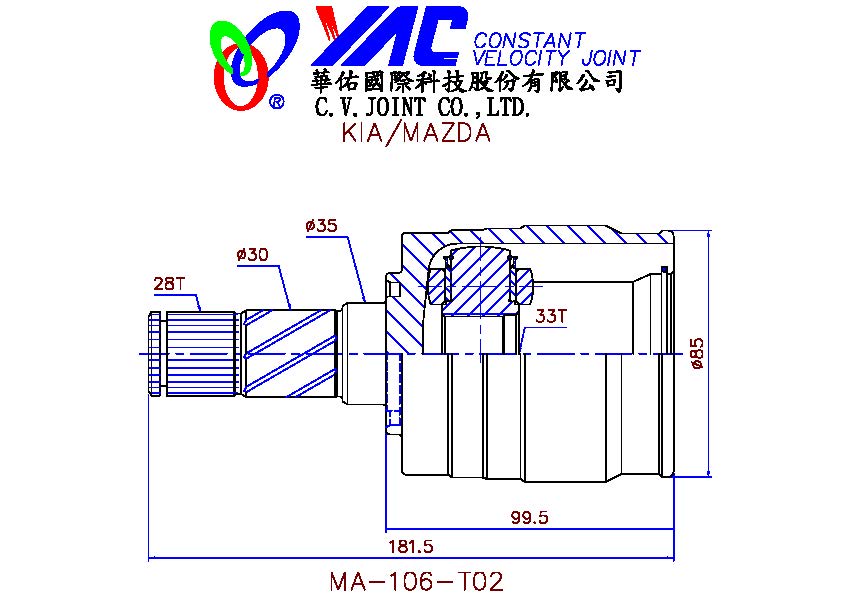 YAC CONSTANT
VELOCITY JOINT
®
華佑國際科技股份有限公司
C.V.JOINT CO.,LTD.
KIA/MAZDA
ø35
ø30
28T
33T
ø85
99.5
181.5
MA-106-T02